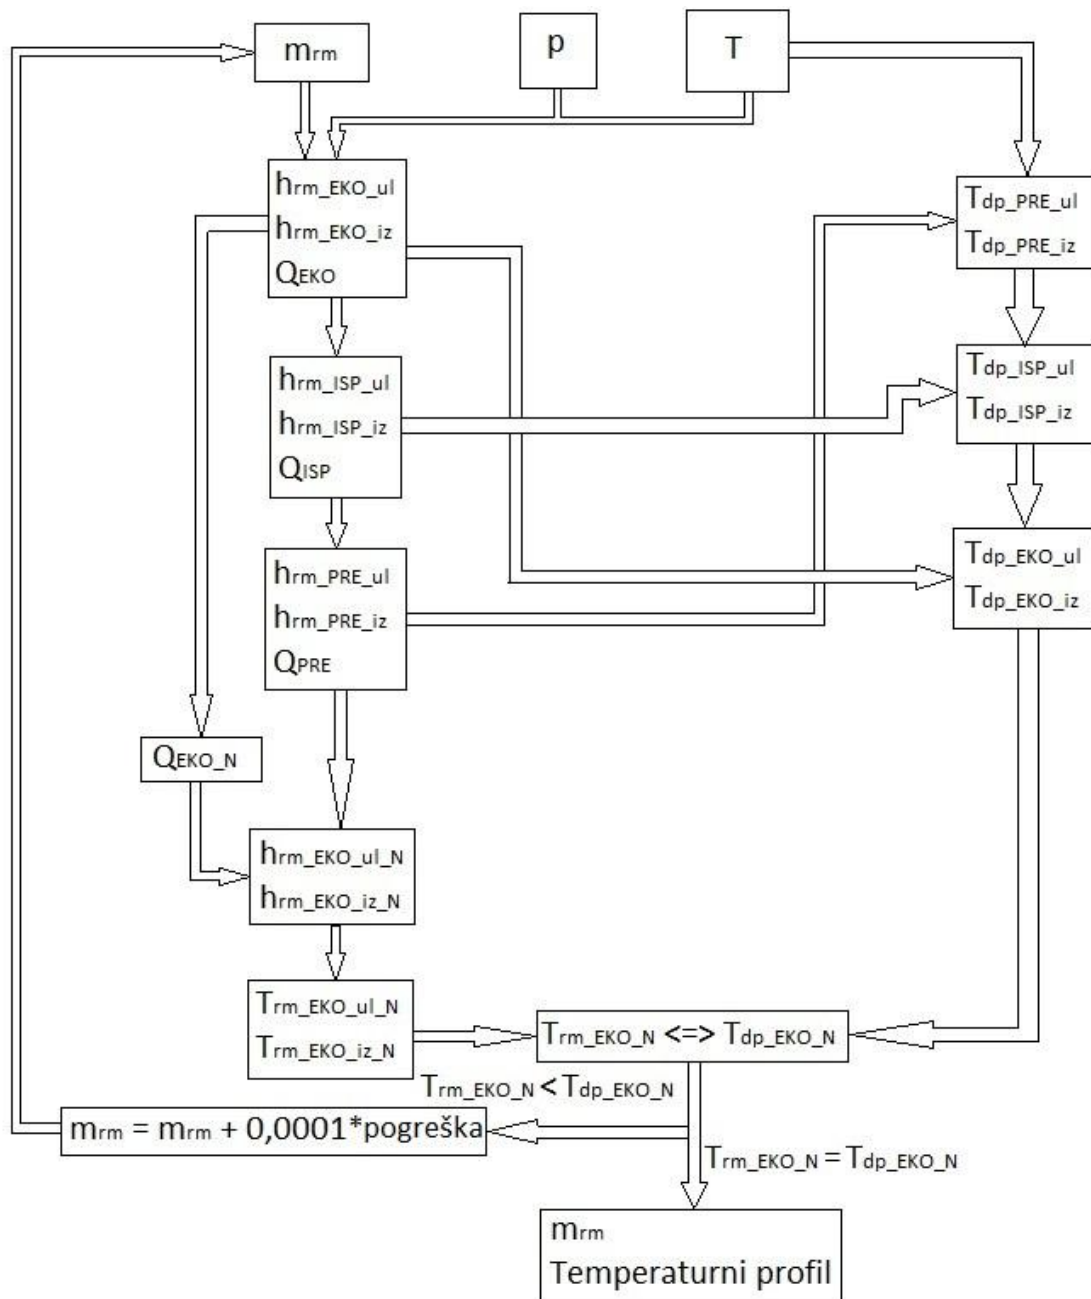 mrm
p
T
hrm_EKO_ul
hrm_EKO_iz
QEKO
Tdp_PRE_ul
Tdp_PRE_iz
hrm_ISP_ul
hrm_ISP_iz
QISP
Tdp_ISP_ul
Tdp_ISP_iz
hrm_PRE_ul
hrm_PRE_iz
QPRE
Tdp_EKO_ul
Tdp_EKO_iz
QEKO_N
hrm_EKO_ul_N
hrm_EKO_iz_N
Trm_EKO_ul_N
Trm_EKO_iz_N
Trm_EKO_N <=> Tdp_EKO_N
Trm_EKO_N < Tdp_EKO_N
mrm = mrm + 0,0001*pogreška
Trm_EKO_N = Tdp_EKO_N
mrm
Temperaturni profil